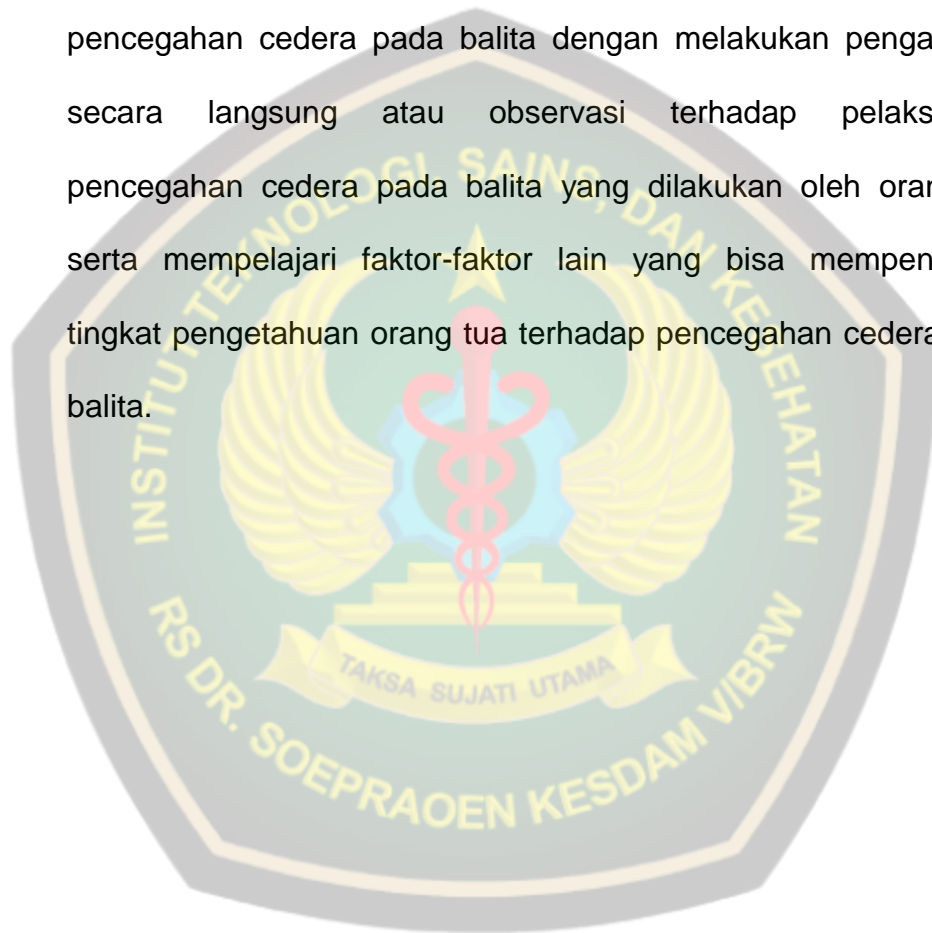 pencegahan cedera pada balita dengan melakukan penga
secara langsung atau observasi terhadap pelaks
pencegahan cedera pada balita yang dilakukan oleh oran
serta mempelajari faktor-faktor lain yang bisa mempen
tingkat pengetahuan orang tua terhadap pencegahan cedera
balita.
INSTITUT TEKNOLOGI, SAINS, DAN KESEHATAN
TAKSA SUJATI UTAMA
RS DR. SOEPRAOEN KESDAM V/BRW